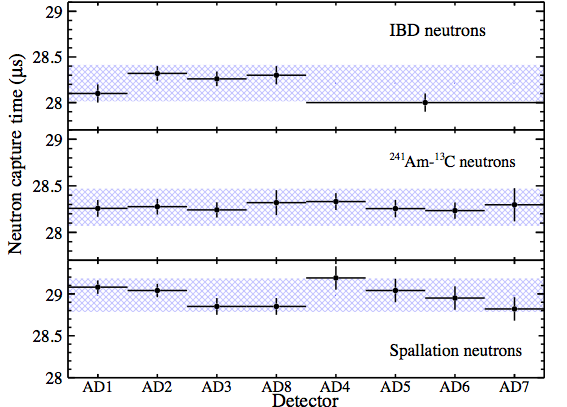 29
IBD neutrons
28.5
28
29
²⁴¹Am-¹³C neutrons
28.5
28
29
28.5
Spallation neutrons
28
AD1 AD2 AD3 AD8 AD4 AD5 AD6 AD7
Detector
Neutron capture time (μs)